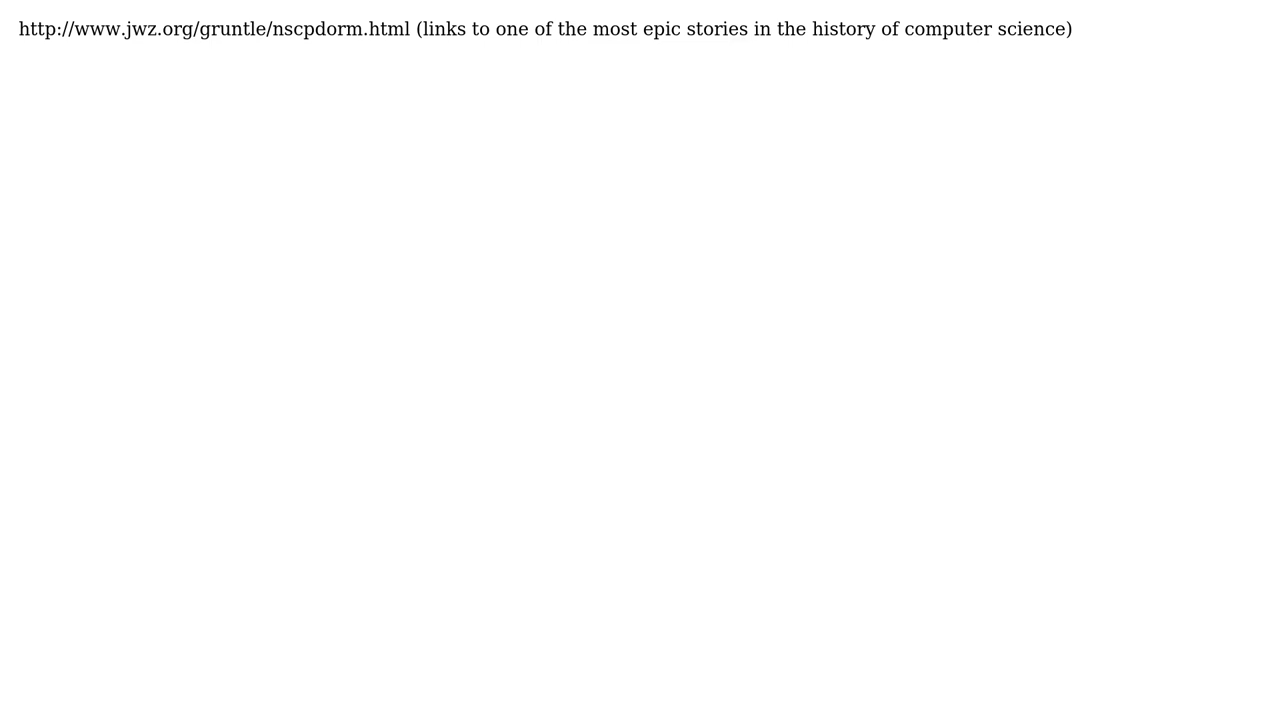 http://www.jwz.org/gruntle/nscpdorm.html (links to one of the most epic stories in the history of computer science)